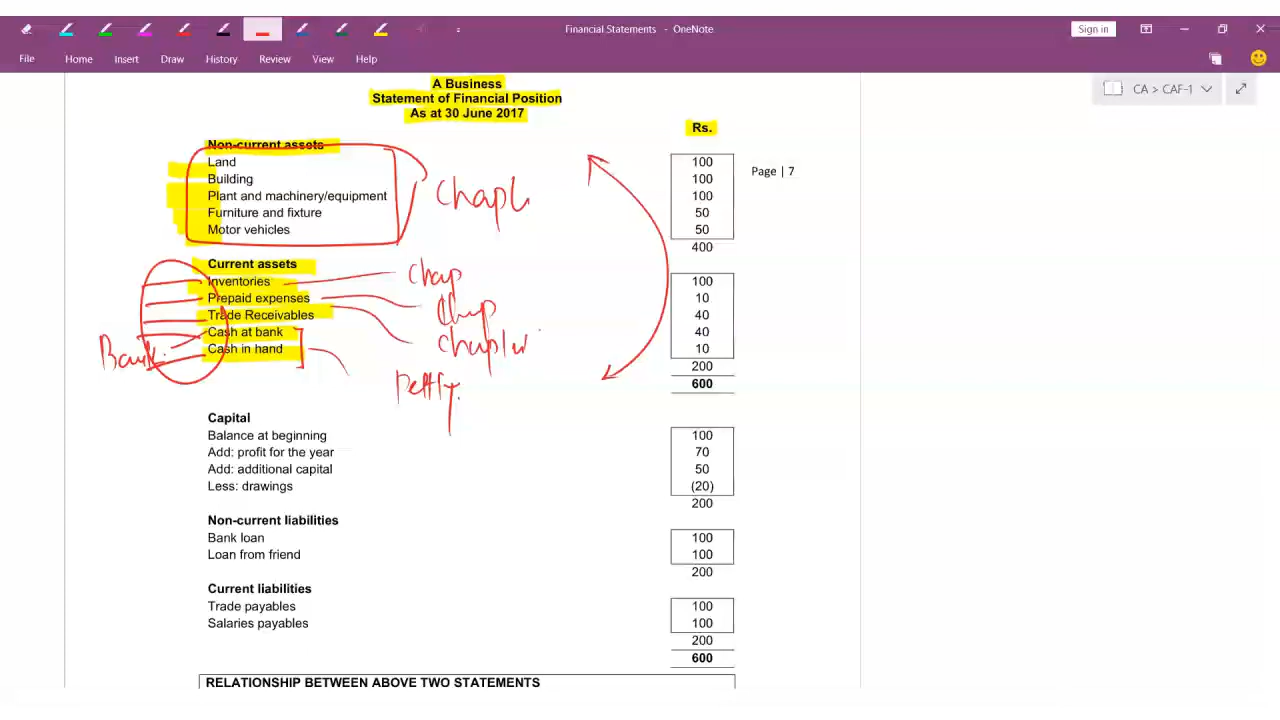 Financial Statements - OneNote
Sign in
File Home Insert Draw History Review View Help
CA > CAF-1
A Business
Statement of Financial Position
As at 30 June 2017
Rs.
Non-current assets
Land 100
Page | 7
Building 100
Plant and machinery/equipment 100
Chapt
Furniture and fixture 50
Motor vehicles 50
400
Current assets
Chap
Inventories 100
Prepaid expenses 10
Chap
Trade Receivables 40
Cash at bank 40
Chapter
Cash in hand 10
Bank
200
600
Petty
Capital
Balance at beginning 100
Add: profit for the year 70
Add: additional capital 50
Less: drawings (20)
200
Non-current liabilities
Bank loan 100
Loan from friend 100
200
Current liabilities
Trade payables 100
Salaries payables 100
200
600
RELATIONSHIP BETWEEN ABOVE TWO STATEMENTS